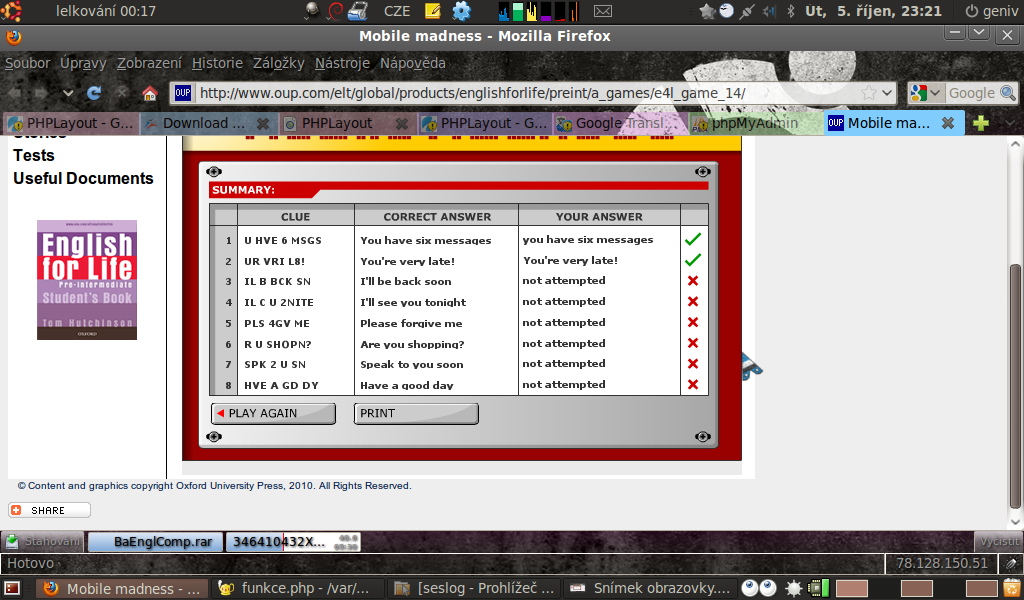 lelkování 00:17 CZE Út, 5. říjen, 23:21 geniv
Mobile madness - Mozilla Firefox
Soubor Úpravy Zobrazení Historie Záložky Nástroje Nápověda
OUP http://www.oup.com/elt/global/products/englishforlife/preint/a_games/e4l_game_14/ Google
PHPLayout - G... Download ... PHPLayout PHPLayout - G... Google Transl... phpMyAdmin OUP Mobile ma...
Tests
Useful Documents
English
for Life
Pre-intermediate
Student's Book
Tom Hutchinson
OXFORD
SUMMARY:
CLUE CORRECT ANSWER YOUR ANSWER
1 U HVE 6 MSGS You have six messages you have six messages
2 UR VRI L8! You're very late! You're very late!
3 IL B BCK SN I'll be back soon not attempted
4 IL C U 2NITE I'll see you tonight not attempted
5 PLS 4GV ME Please forgive me not attempted
6 R U SHOPN? Are you shopping? not attempted
7 SPK 2 U SN Speak to you soon not attempted
8 HVE A GD DY Have a good day not attempted
PLAY AGAIN PRINT
© Content and graphics copyright Oxford University Press, 2010. All Rights Reserved.
SHARE
Stahování BaEnglComp.rar 346410432X... Vyčistit
Hotovo 78.128.150.51
Mobile madness - ... funkce.php - /var/... [seslog - Prohlížeč ... Snímek obrazovky....